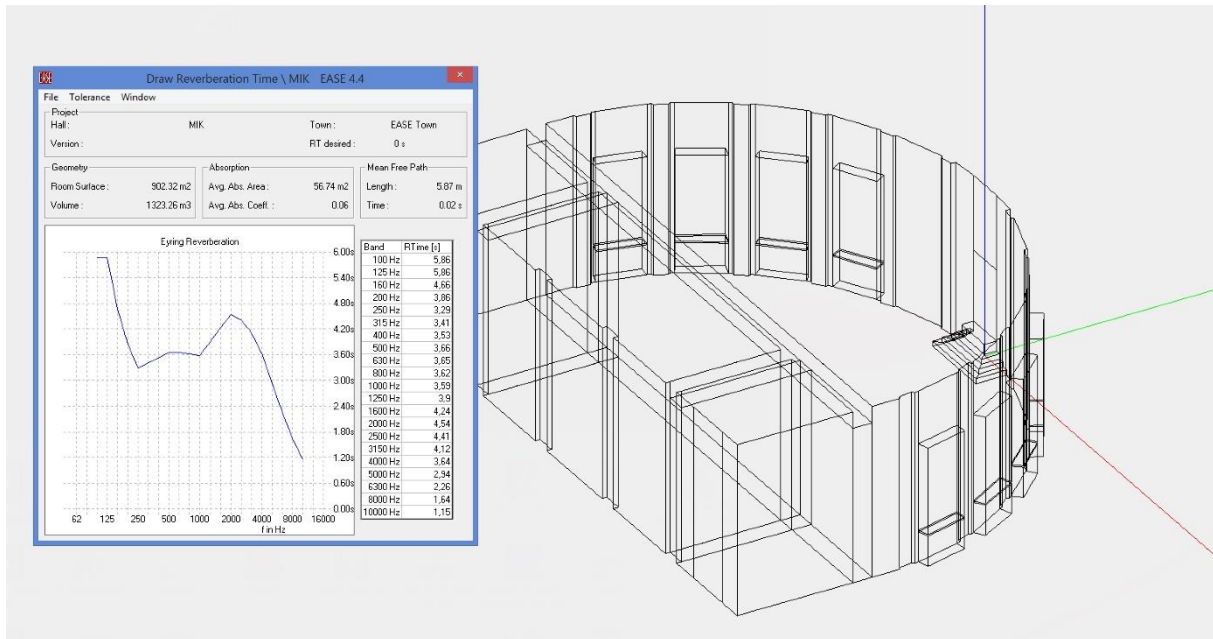 Draw Reverberation Time \ MIK EASE 4.4
File Tolerance Window
Project
Hall : MIK Town : EASE Town
Version : RT desired : 0 s
Geometry Absorption Mean Free Path
Room Surface : 902.32 m2 Avg. Abs. Area : 56.74 m2 Length : 5.87 m
Volume : 1323.26 m3 Avg. Abs. Coeff. : 0.06 Time : 0.02 s
Eyring Reverberation
6.00s
5.40s
4.80s
4.20s
3.60s
3.00s
2.40s
1.80s
1.20s
0.60s
0.00s
62 125 250 500 1000 2000 4000 8000 16000
f in Hz
Band RTime [s]
100 Hz 5,86
125 Hz 5,86
160 Hz 4,66
200 Hz 3,86
250 Hz 3,29
315 Hz 3,41
400 Hz 3,53
500 Hz 3,66
630 Hz 3,65
800 Hz 3,62
1000 Hz 3,59
1250 Hz 3,9
1600 Hz 4,24
2000 Hz 4,54
2500 Hz 4,41
3150 Hz 4,12
4000 Hz 3,64
5000 Hz 2,94
6300 Hz 2,26
8000 Hz 1,64
10000 Hz 1,15